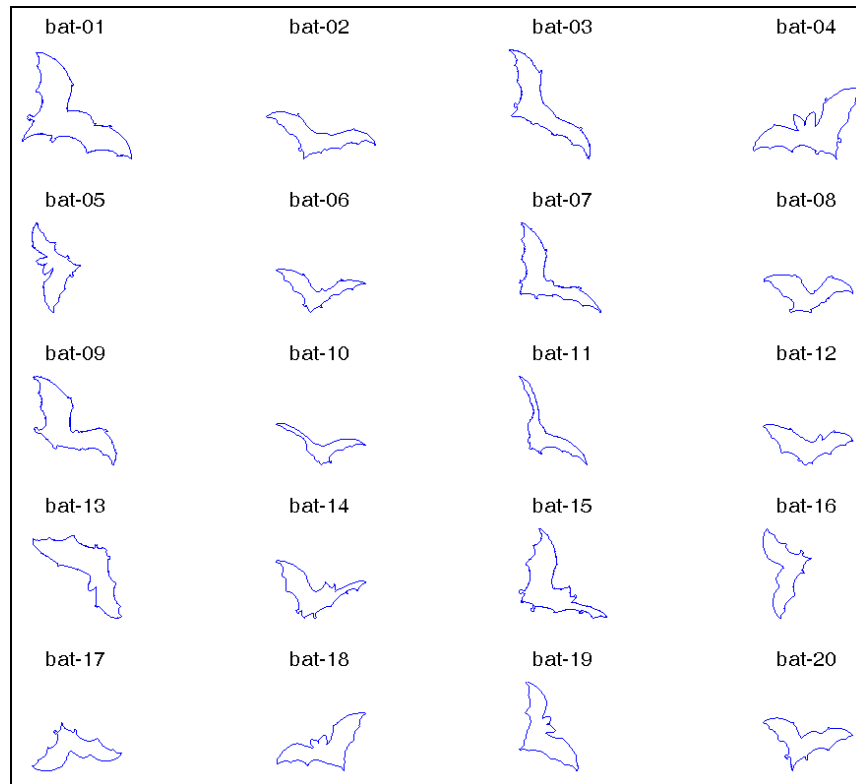 bat-01 bat-02 bat-03 bat-04
bat-05 bat-06 bat-07 bat-08
bat-09 bat-10 bat-11 bat-12
bat-13 bat-14 bat-15 bat-16
bat-17 bat-18 bat-19 bat-20